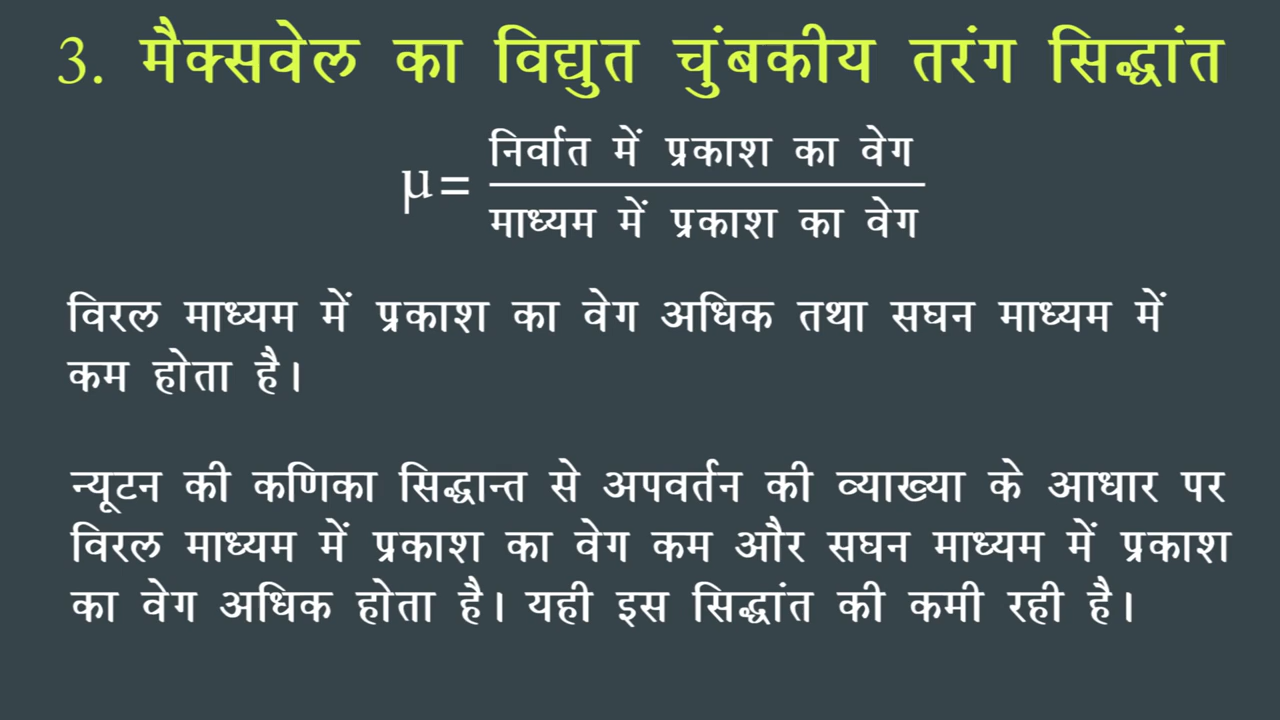 3. मैक्सवेल का विद्युत चुंबकीय तरंग सिद्धांत
निर्वात में प्रकाश का वेग
μ=
माध्यम में प्रकाश का वेग
विरल माध्यम में प्रकाश का वेग अधिक तथा सघन माध्यम में
कम होता है।
न्यूटन की कणिका सिद्धान्त से अपवर्तन की व्याख्या के आधार पर
विरल माध्यम में प्रकाश का वेग कम और सघन माध्यम में प्रकाश
का वेग अधिक होता है। यही इस सिद्धांत की कमी रही है।